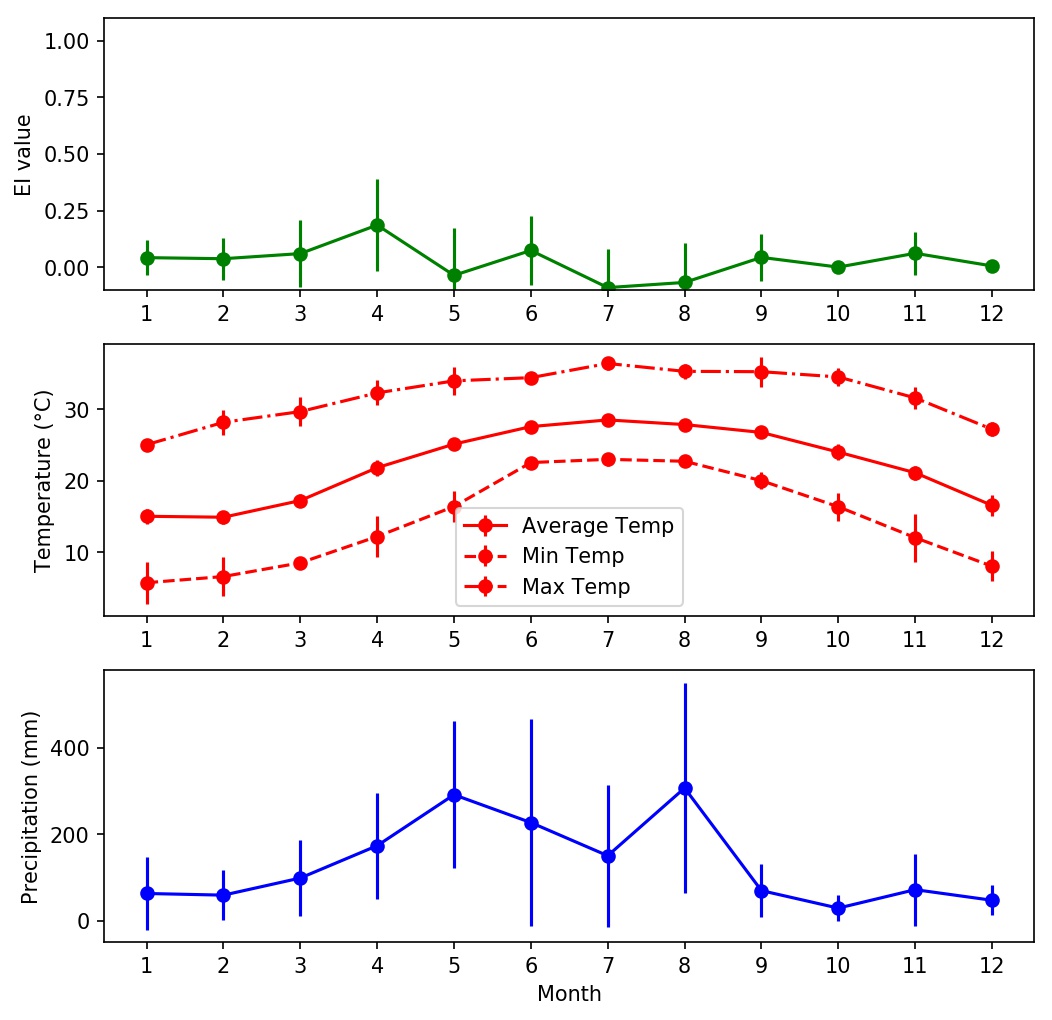 EI value
1.00
0.75
0.50
0.25
0.00
1 2 3 4 5 6 7 8 9 10 11 12
Temperature (°C)
30
20
10
Average Temp
Min Temp
Max Temp
1 2 3 4 5 6 7 8 9 10 11 12
Precipitation (mm)
400
200
0
1 2 3 4 5 6 7 8 9 10 11 12
Month